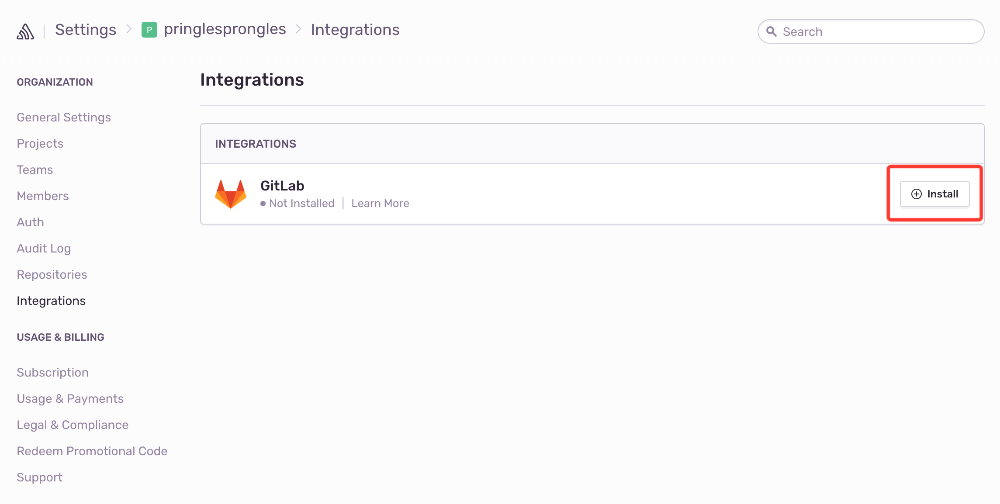 Settings > P pringlesprongles > Integrations
Search
ORGANIZATION
General Settings
Projects
Teams
Members
Auth
Audit Log
Repositories
Integrations
USAGE & BILLING
Subscription
Usage & Payments
Legal & Compliance
Redeem Promotional Code
Support
Integrations
INTEGRATIONS
GitLab
Not Installed | Learn More
Install